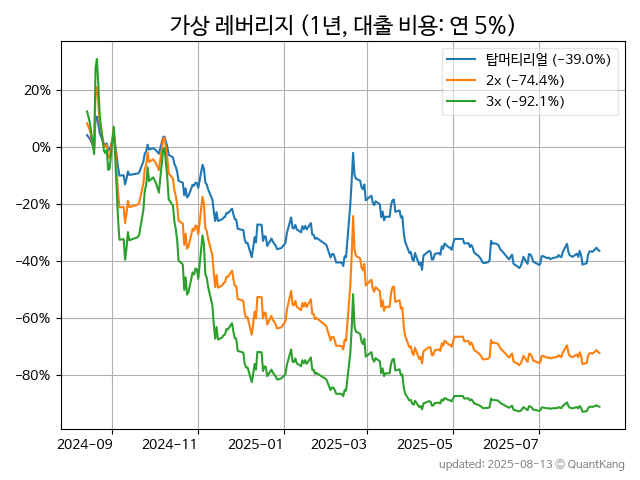 가상 레버리지 (1년, 대출 비용: 연 5%)
탑머티리얼 (−39.0%)
2x (−74.4%)
3x (−92.1%)
20%
0%
−20%
−40%
−60%
−80%
2024-09
2024-11
2025-01
2025-03
2025-05
2025-07
updated: 2025-08-13 © QuantKang